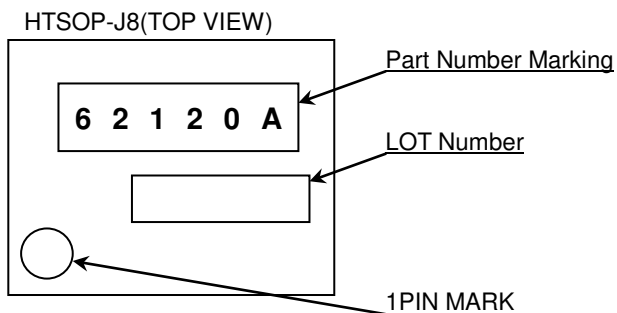 HTSOP-J8(TOP VIEW)
Part Number Marking
6 2 1 2 0 A
LOT Number
1PIN MARK